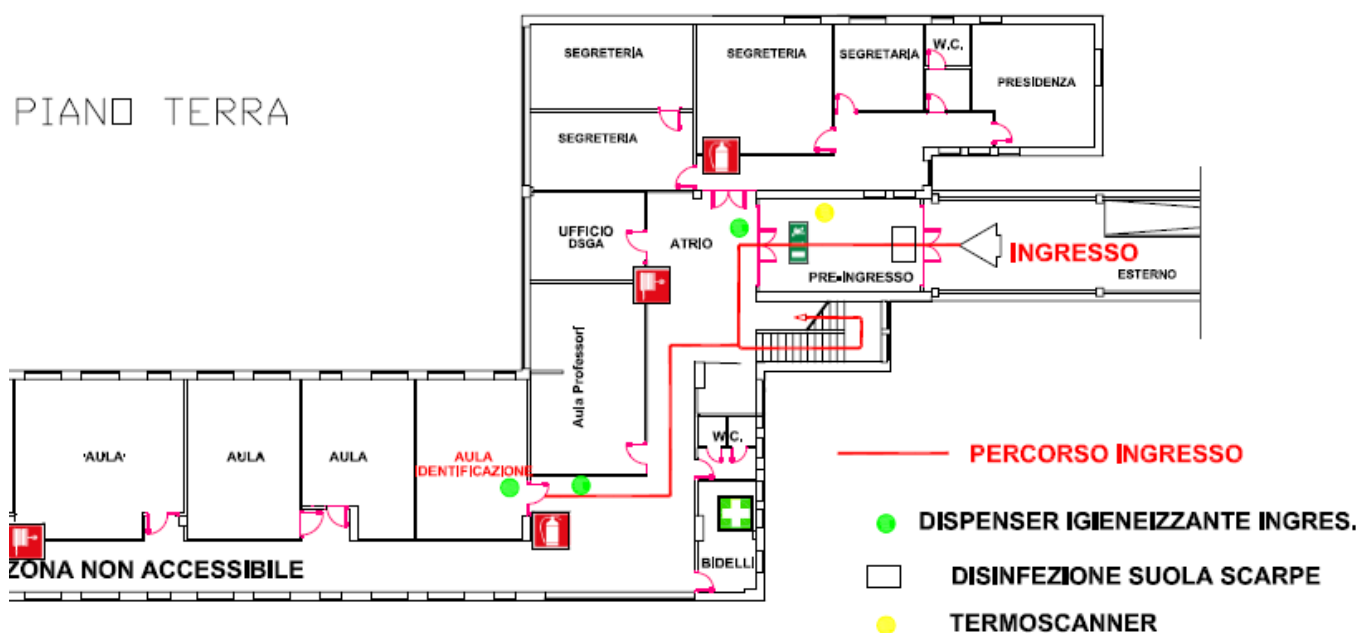 PIANO TERRA
SEGRETERIA
SEGRETERIA
SEGRETARIA
W.C.
PRESIDENZA
SEGRETERIA
UFFICIO
DSGA
ATRIO
PRE-INGRESSO
INGRESSO
ESTERNO
Aula Professori
AULA
AULA
AULA
AULA
IDENTIFICAZIONE
W.C.
BIDELLI
ZONA NON ACCESSIBILE
PERCORSO INGRESSO
DISPENSER IGIENEIZZANTE INGRES.
DISINFEZIONE SUOLA SCARPE
TERMOSCANNER